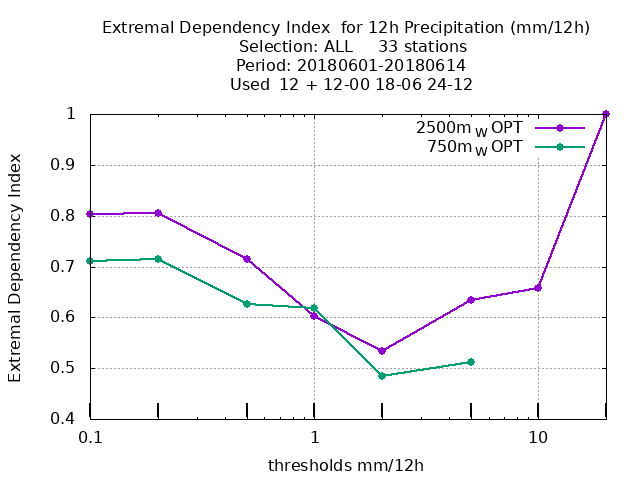 Extremal Dependency Index  for 12h Precipitation (mm/12h)
Selection: ALL     33 stations
Period: 20180601-20180614
Used  12 + 12-00 18-06 24-12
Extremal Dependency Index
1
0.9
0.8
0.7
0.6
0.5
0.4
2500m_W OPT
750m_W OPT
0.1 1 10
thresholds mm/12h